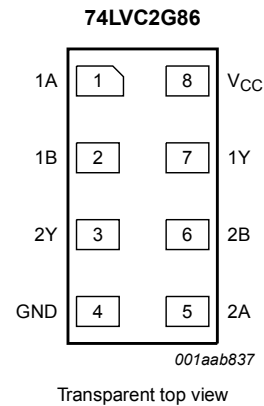 74LVC2G86
1A 1 8 VCC
1B 2 7 1Y
2Y 3 6 2B
GND 4 5 2A
001aab837
Transparent top view